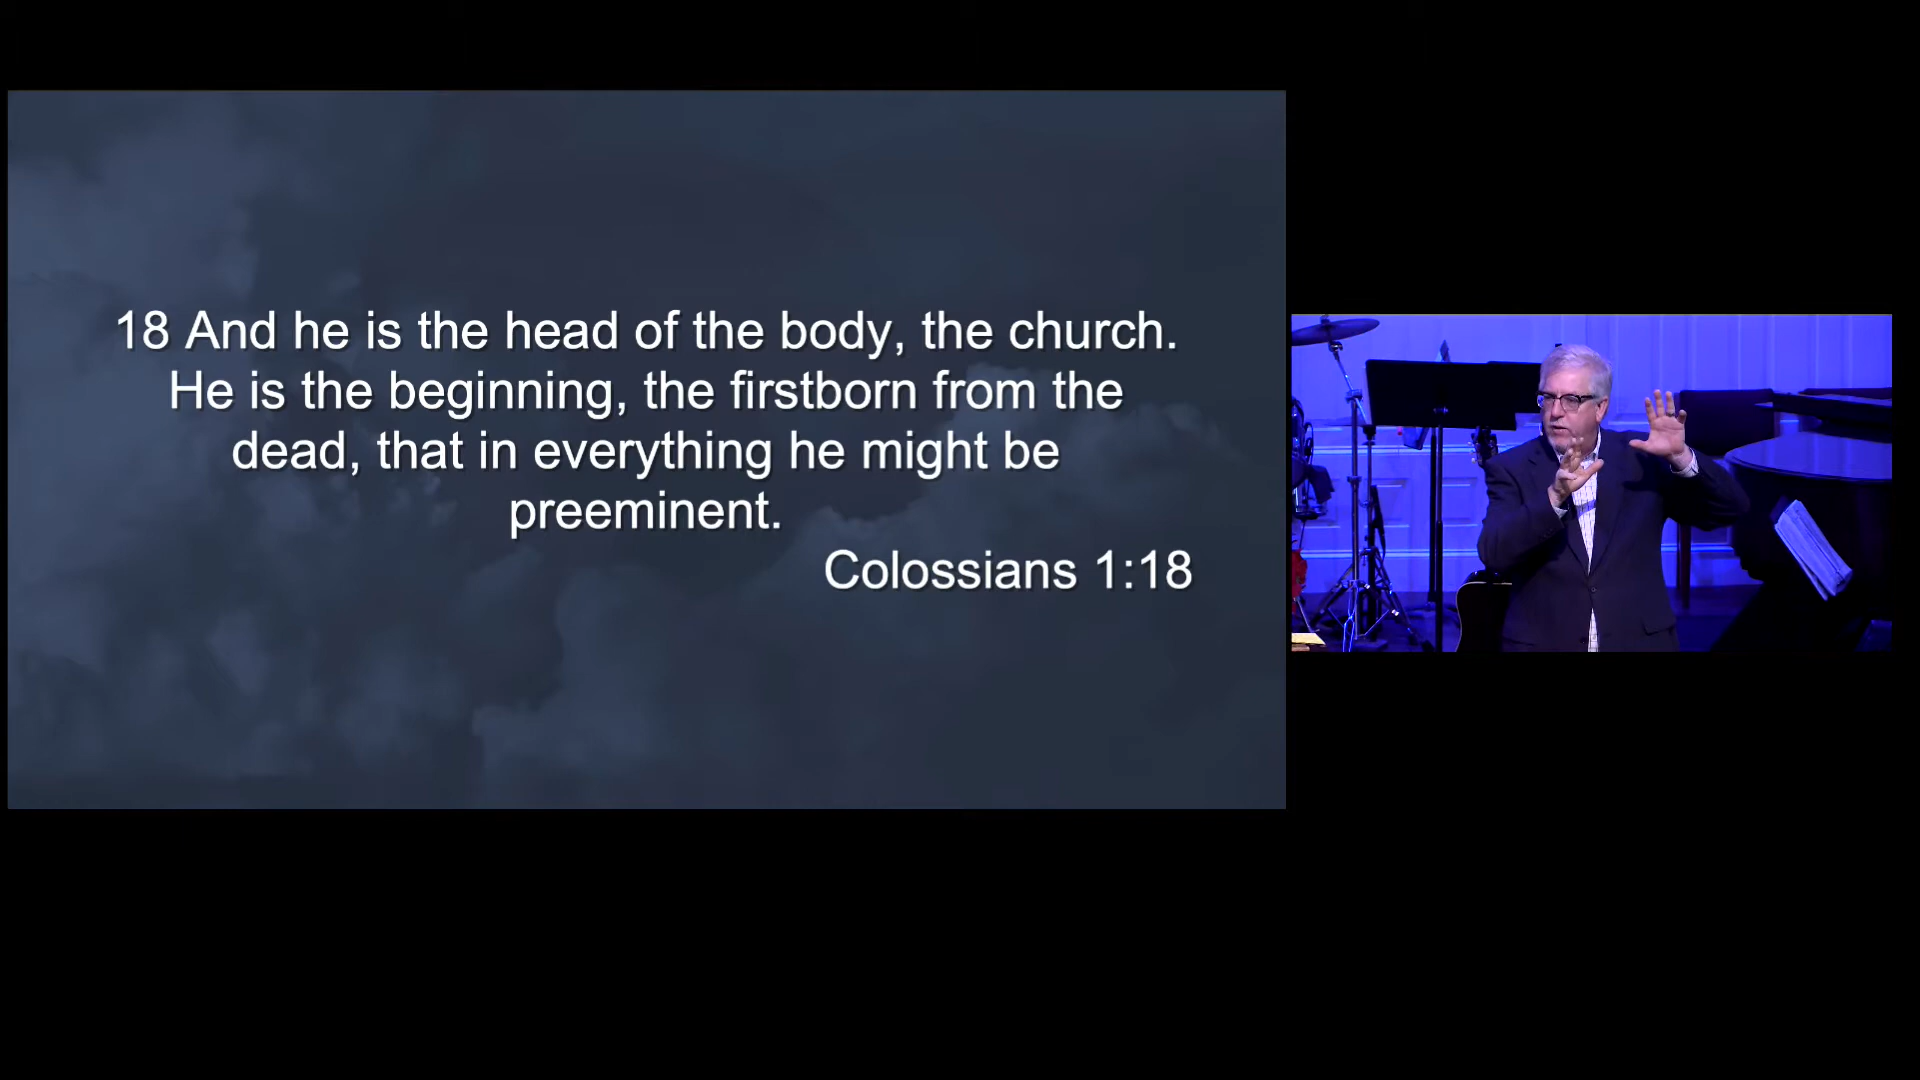 18 And he is the head of the body, the church.
He is the beginning, the firstborn from the
dead, that in everything he might be
preeminent.
Colossians 1:18